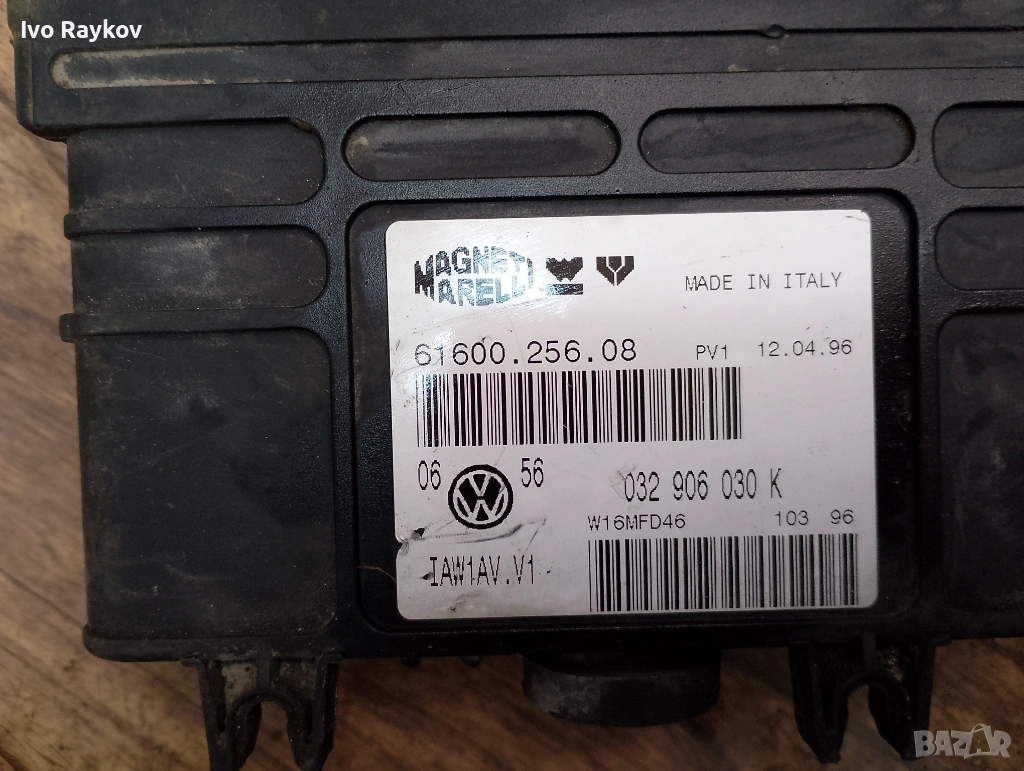 Ivo Raykov
MAGNETI MARELLI
MADE IN ITALY
61600.256.08 PV1 12.04.96
06 56 032 906 030 K
W16MFD46 103 96
IAW1AV.V1
BAZAR